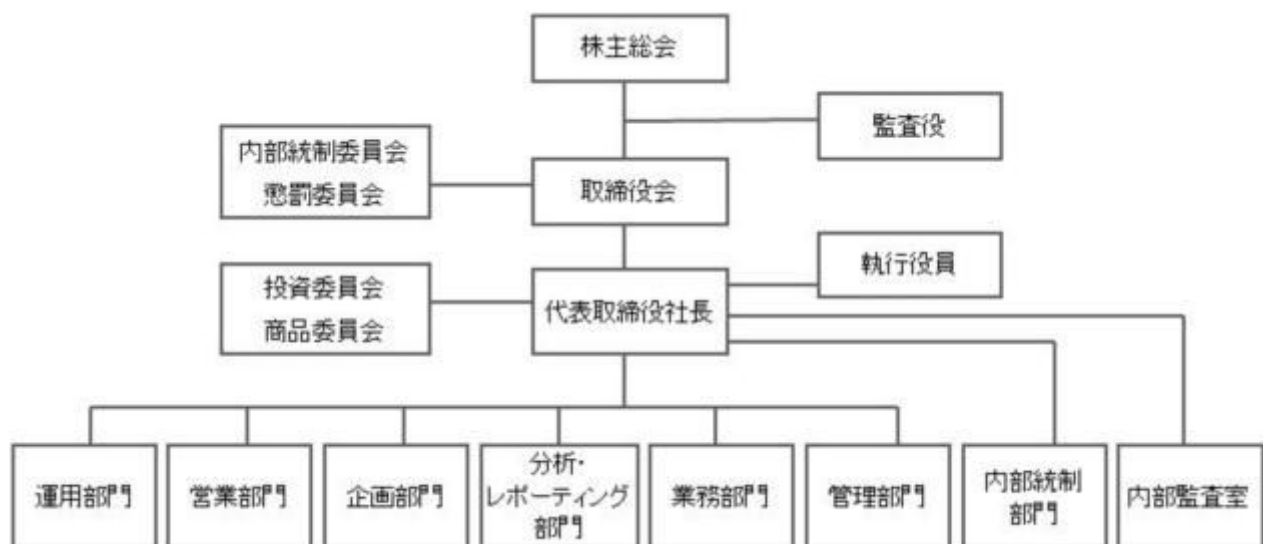 株主総会
監査役
内部統制委員会
懲罰委員会
取締役会
執行役員
投資委員会
商品委員会
代表取締役社長
運用部門
営業部門
企画部門
分析・
レポーティング
部門
業務部門
管理部門
内部統制
部門
内部監査室